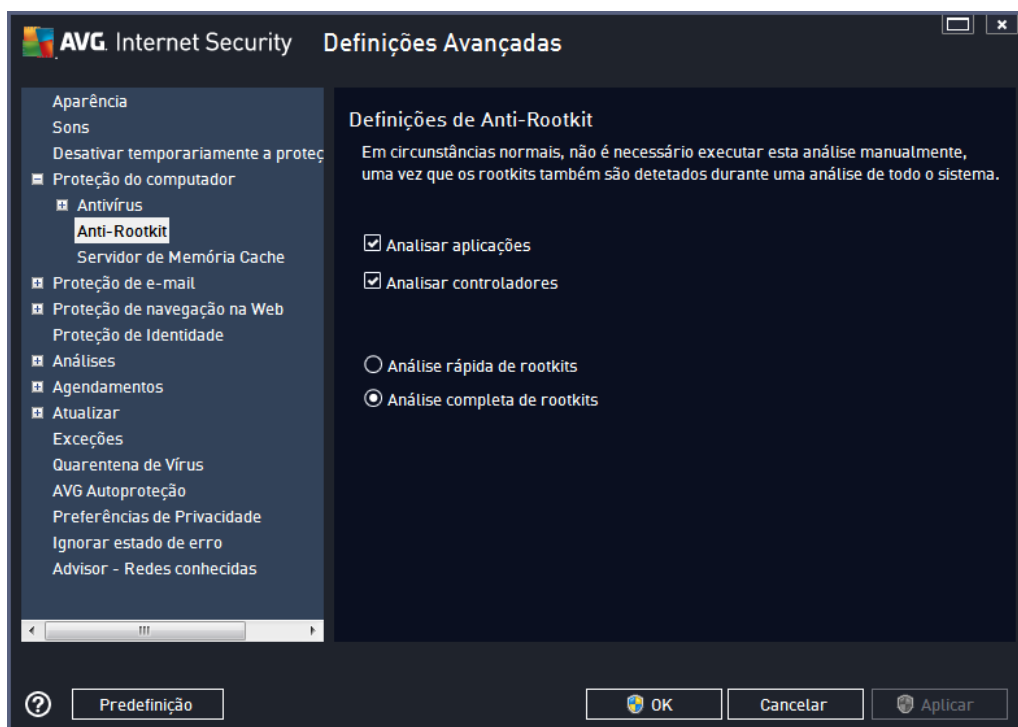 AVG. Internet Security Definições Avançadas
Aparência
Sons
Desativar temporariamente a proteç
Proteção do computador
Antivírus
Anti-Rootkit
Servidor de Memória Cache
Proteção de e-mail
Proteção de navegação na Web
Proteção de Identidade
Análises
Agendamentos
Atualizar
Exceções
Quarentena de Vírus
AVG Autoproteção
Preferências de Privacidade
Ignorar estado de erro
Advisor - Redes conhecidas
Definições de Anti-Rootkit
Em circunstâncias normais, não é necessário executar esta análise manualmente,
uma vez que os rootkits também são detetados durante uma análise de todo o sistema.
Analisar aplicações
Analisar controladores
Análise rápida de rootkits
Análise completa de rootkits
Predefinição
OK
Cancelar
Aplicar